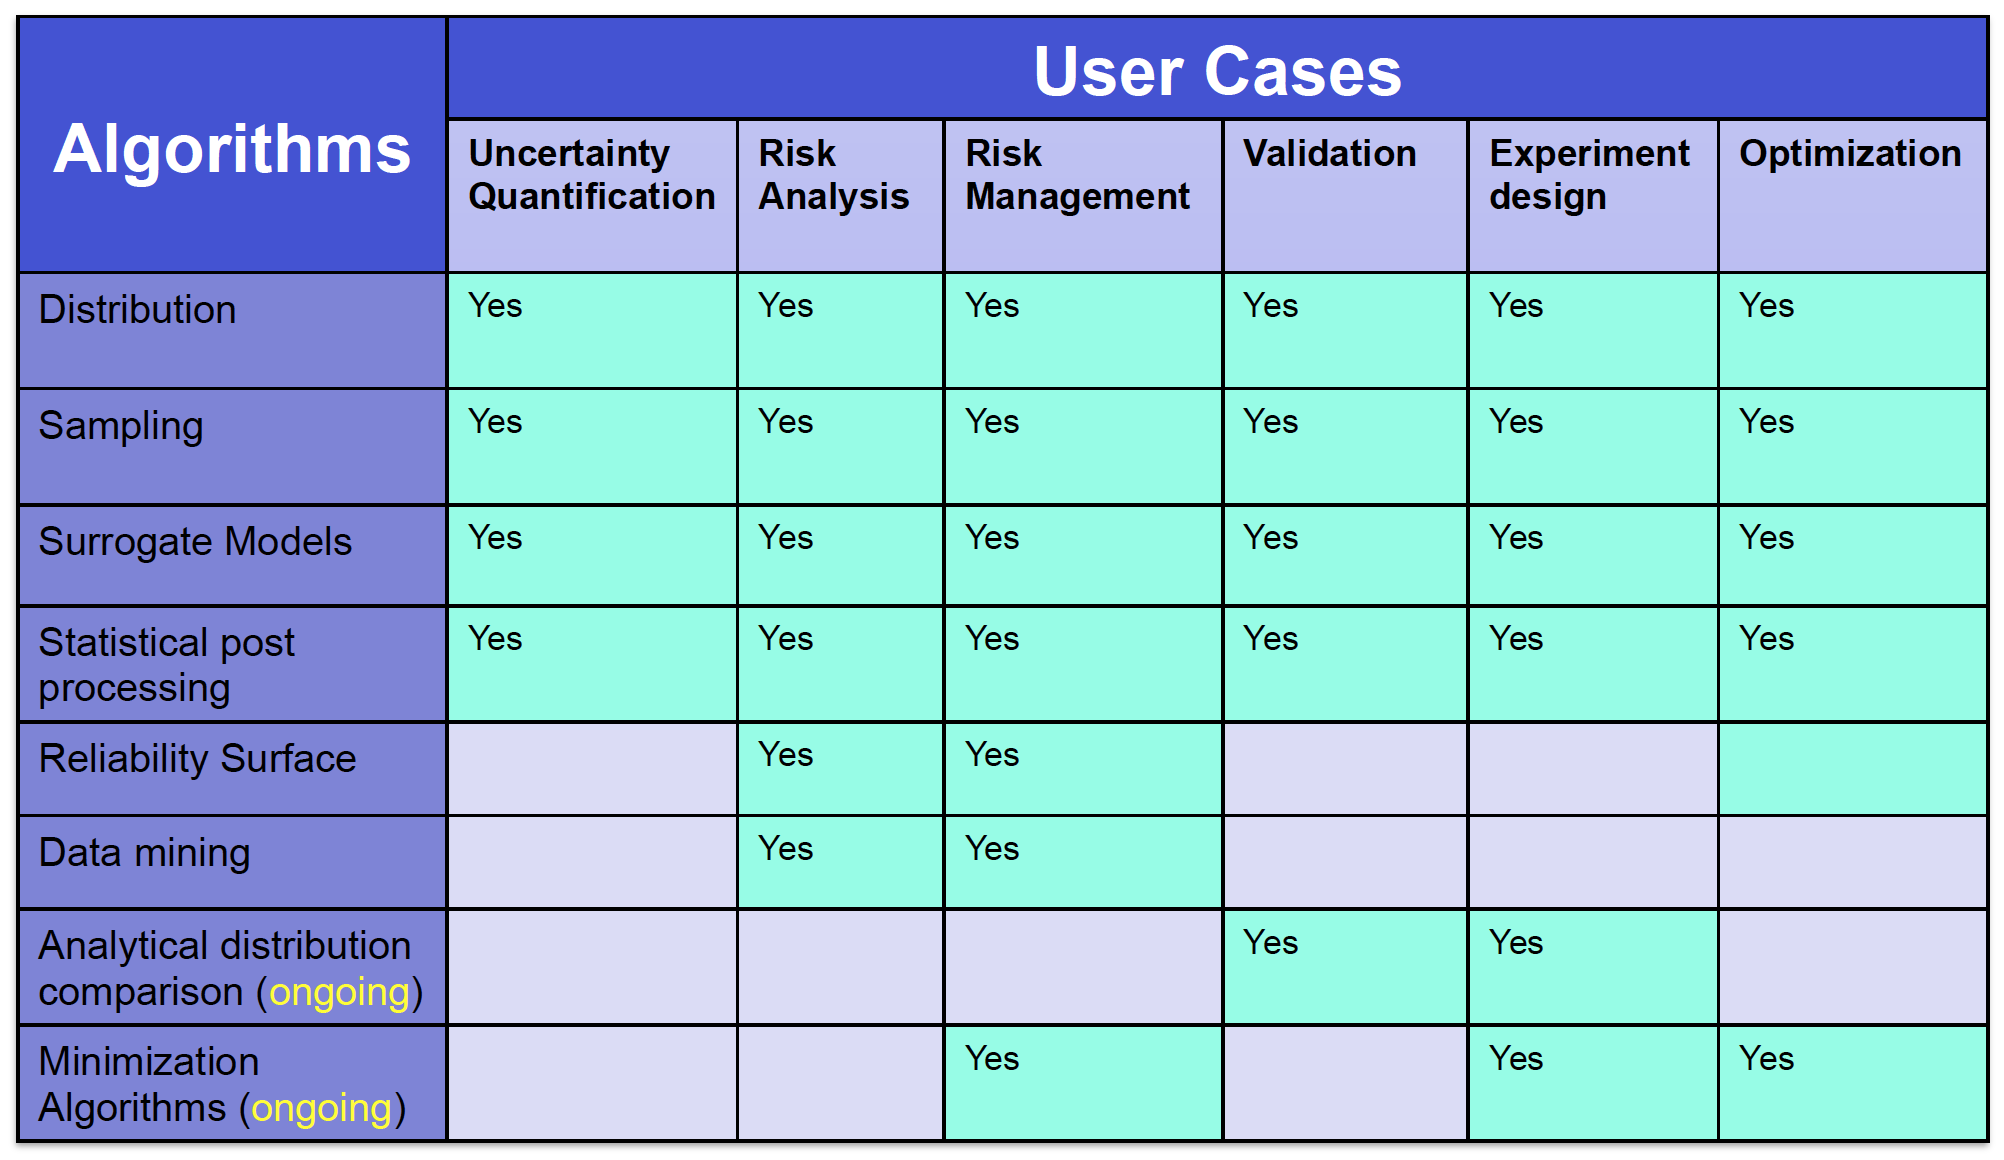 Algorithms
User Cases
Uncertainty
Quantification
Risk
Analysis
Risk
Management
Validation
Experiment
design
Optimization
Distribution
Yes
Yes
Yes
Yes
Yes
Yes
Sampling
Yes
Yes
Yes
Yes
Yes
Yes
Surrogate Models
Yes
Yes
Yes
Yes
Yes
Yes
Statistical post
processing
Yes
Yes
Yes
Yes
Yes
Yes
Reliability Surface
Yes
Yes
Data mining
Yes
Yes
Analytical distribution
comparison (ongoing)
Yes
Yes
Minimization
Algorithms (ongoing)
Yes
Yes
Yes